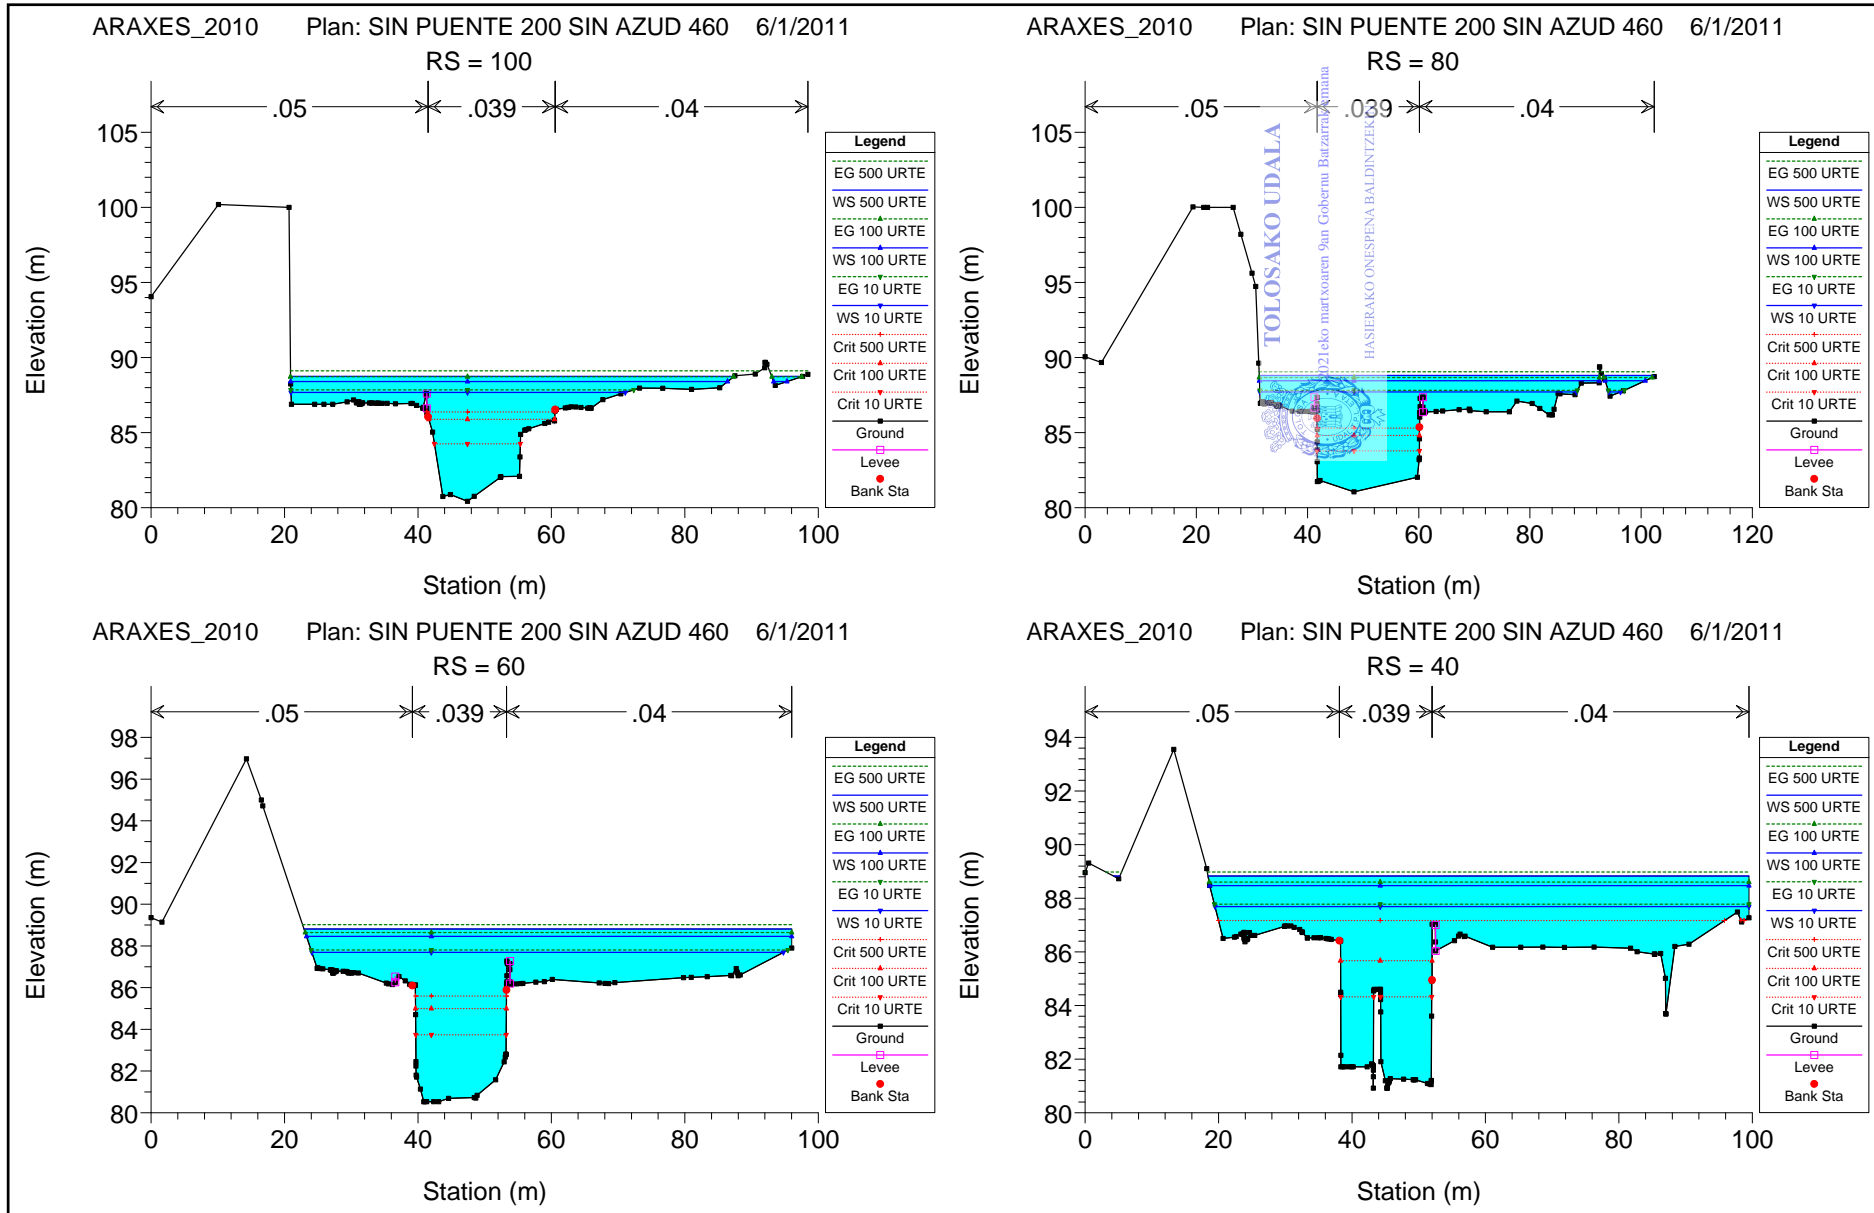 ARAXES_2010 Plan: SIN PUENTE 200 SIN AZUD 460 6/1/2011
RS = 100
.05 .039 .04
105
100
95
90
85
80
Elevation (m)
0 20 40 60 80 100
Station (m)
Legend
EG 500 URTE
WS 500 URTE
EG 100 URTE
WS 100 URTE
EG 10 URTE
WS 10 URTE
Crit 500 URTE
Crit 100 URTE
Crit 10 URTE
Ground
Levee
Bank Sta
ARAXES_2010 Plan: SIN PUENTE 200 SIN AZUD 460 6/1/2011
RS = 80
.05 .039 .04
105
100
95
90
85
80
Elevation (m)
0 20 40 60 80 100 120
Station (m)
TOLOSAKO UDALA
martxoaren 9an Gobernu
HASIERAKO ONESPENA
Legend
EG 500 URTE
WS 500 URTE
EG 100 URTE
WS 100 URTE
EG 10 URTE
WS 10 URTE
Crit 500 URTE
Crit 100 URTE
Crit 10 URTE
Ground
Levee
Bank Sta
ARAXES_2010 Plan: SIN PUENTE 200 SIN AZUD 460 6/1/2011
RS = 60
.05 .039 .04
98
96
94
92
90
88
86
84
82
80
Elevation (m)
0 20 40 60 80 100
Station (m)
Legend
EG 500 URTE
WS 500 URTE
EG 100 URTE
WS 100 URTE
EG 10 URTE
WS 10 URTE
Crit 500 URTE
Crit 100 URTE
Crit 10 URTE
Ground
Levee
Bank Sta
ARAXES_2010 Plan: SIN PUENTE 200 SIN AZUD 460 6/1/2011
RS = 40
.05 .039 .04
94
92
90
88
86
84
82
80
Elevation (m)
0 20 40 60 80 100
Station (m)
Legend
EG 500 URTE
WS 500 URTE
EG 100 URTE
WS 100 URTE
EG 10 URTE
WS 10 URTE
Crit 500 URTE
Crit 100 URTE
Crit 10 URTE
Ground
Levee
Bank Sta